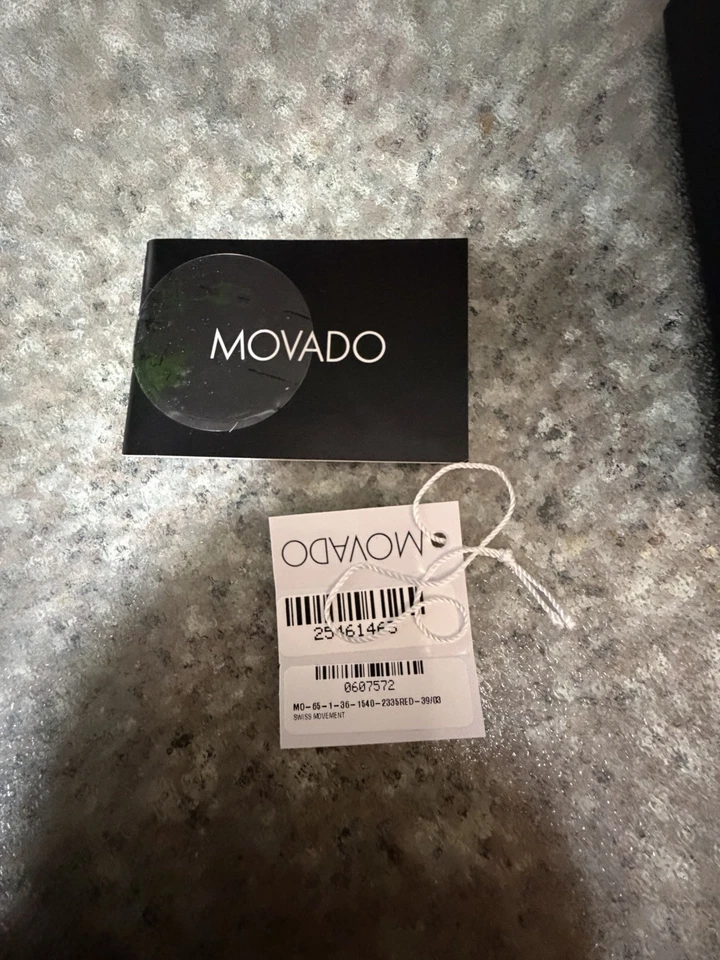 MOVADO
MOVADO
0607572
MO-65-1-36-1540-2335RED-39/03
SWISS MOVEMENT